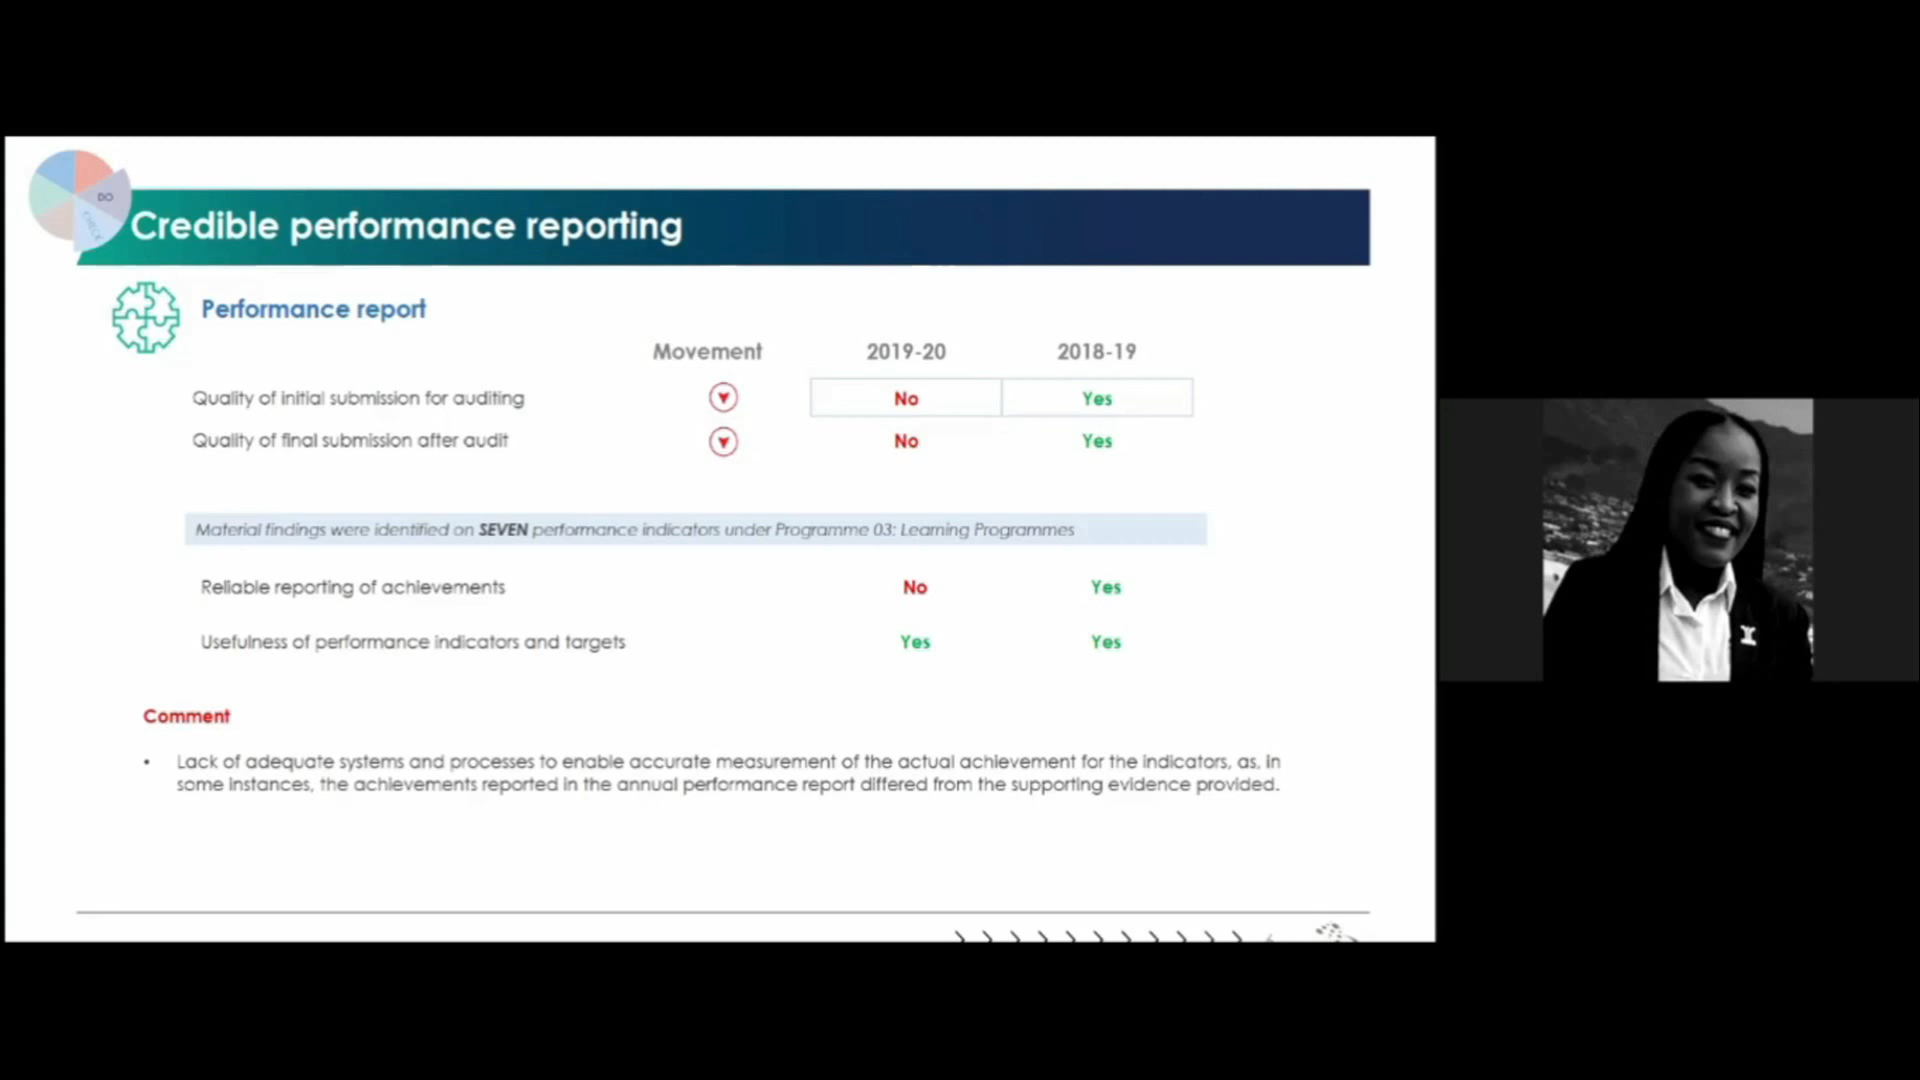 DO
CHECK
Credible performance reporting
Performance report
Movement 2019-20 2018-19
Quality of initial submission for auditing No Yes
Quality of final submission after audit No Yes
Material findings were identified on SEVEN performance indicators under Programme 03: Learning Programmes
Reliable reporting of achievements No Yes
Usefulness of performance indicators and targets Yes Yes
Comment
• Lack of adequate systems and processes to enable accurate measurement of the actual achievement for the indicators, as, in
some instances, the achievements reported in the annual performance report differed from the supporting evidence provided.